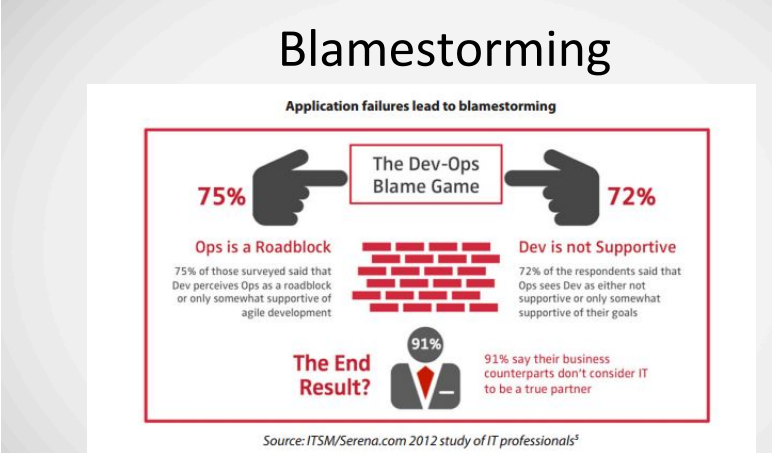 Blamestorming
Application failures lead to blamestorming
The Dev-Ops
Blame Game
75%
72%
Ops is a Roadblock
75% of those surveyed said that
Dev perceives Ops as a roadblock
or only somewhat supportive of
agile development
Dev is not Supportive
72% of the respondents said that
Ops sees Dev as either not
supportive or only somewhat
supportive of their goals
The End
Result?
91%
91% say their business
counterparts don't consider IT
to be a true partner
Source: ITSM/Serena.com 2012 study of IT professionals⁵